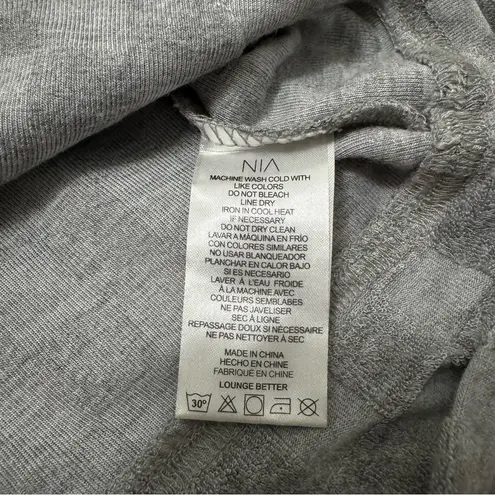 NIA
MACHINE WASH COLD WITH
LIKE COLORS
DO NOT BLEACH
LINE DRY
IRON IN COOL HEAT
IF NECESSARY
DO NOT DRY CLEAN
LAVAR A MÁQUINA EN FRÍO
CON COLORES SIMILARES
NO USAR BLANQUEADOR
PLANCHAR EN CALOR BAJO
SI ES NECESARIO
LAVER À L'EAU FROIDE
À LA MACHINE AVEC
COULEURS SEMBLABES
NE PAS JAVELISER
SEC À LIGNE
REPASSAGE DOUX SI NÉCESSAIRE
NE PAS NETTOYER À SEC
MADE IN CHINA
HECHO EN CHINE
FABRIQUÉ EN CHINE
LOUNGE BETTER
30º